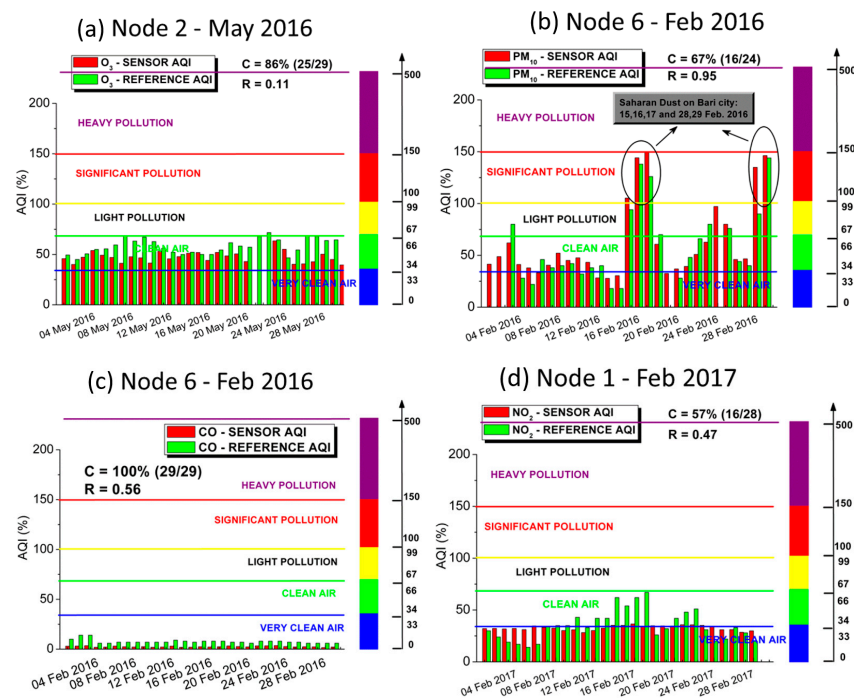 (a) Node 2 - May 2016
O3 - SENSOR AQI
O3 - REFERENCE AQI
C = 86% (25/29)
R = 0.11
AQI (%)
200
150
100
50
0
HEAVY POLLUTION
SIGNIFICANT POLLUTION
LIGHT POLLUTION
CLEAN AIR
VERY CLEAN AIR
500
150
100
99
67
66
34
33
0
04 May 2016
08 May 2016
12 May 2016
16 May 2016
20 May 2016
24 May 2016
28 May 2016
(b) Node 6 - Feb 2016
PM10 - SENSOR AQI
PM10 - REFERENCE AQI
C = 67% (16/24)
R = 0.95
Saharan Dust on Bari city:
15,16,17 and 28,29 Feb. 2016
AQI (%)
200
150
100
50
0
HEAVY POLLUTION
SIGNIFICANT POLLUTION
LIGHT POLLUTION
CLEAN AIR
VERY CLEAN AIR
500
150
100
99
67
66
34
33
0
04 Feb 2016
08 Feb 2016
12 Feb 2016
16 Feb 2016
20 Feb 2016
24 Feb 2016
28 Feb 2016
(c) Node 6 - Feb 2016
CO - SENSOR AQI
CO - REFERENCE AQI
C = 100% (29/29)
R = 0.56
AQI (%)
200
150
100
50
0
HEAVY POLLUTION
SIGNIFICANT POLLUTION
LIGHT POLLUTION
CLEAN AIR
VERY CLEAN AIR
500
150
100
99
67
66
34
33
0
04 Feb 2016
08 Feb 2016
12 Feb 2016
16 Feb 2016
20 Feb 2016
24 Feb 2016
28 Feb 2016
(d) Node 1 - Feb 2017
NO2 - SENSOR AQI
NO2 - REFERENCE AQI
C = 57% (16/28)
R = 0.47
AQI (%)
200
150
100
50
0
HEAVY POLLUTION
SIGNIFICANT POLLUTION
LIGHT POLLUTION
CLEAN AIR
VERY CLEAN AIR
500
150
100
99
67
66
34
33
0
04 Feb 2017
08 Feb 2017
12 Feb 2017
16 Feb 2017
20 Feb 2017
24 Feb 2017
28 Feb 2017